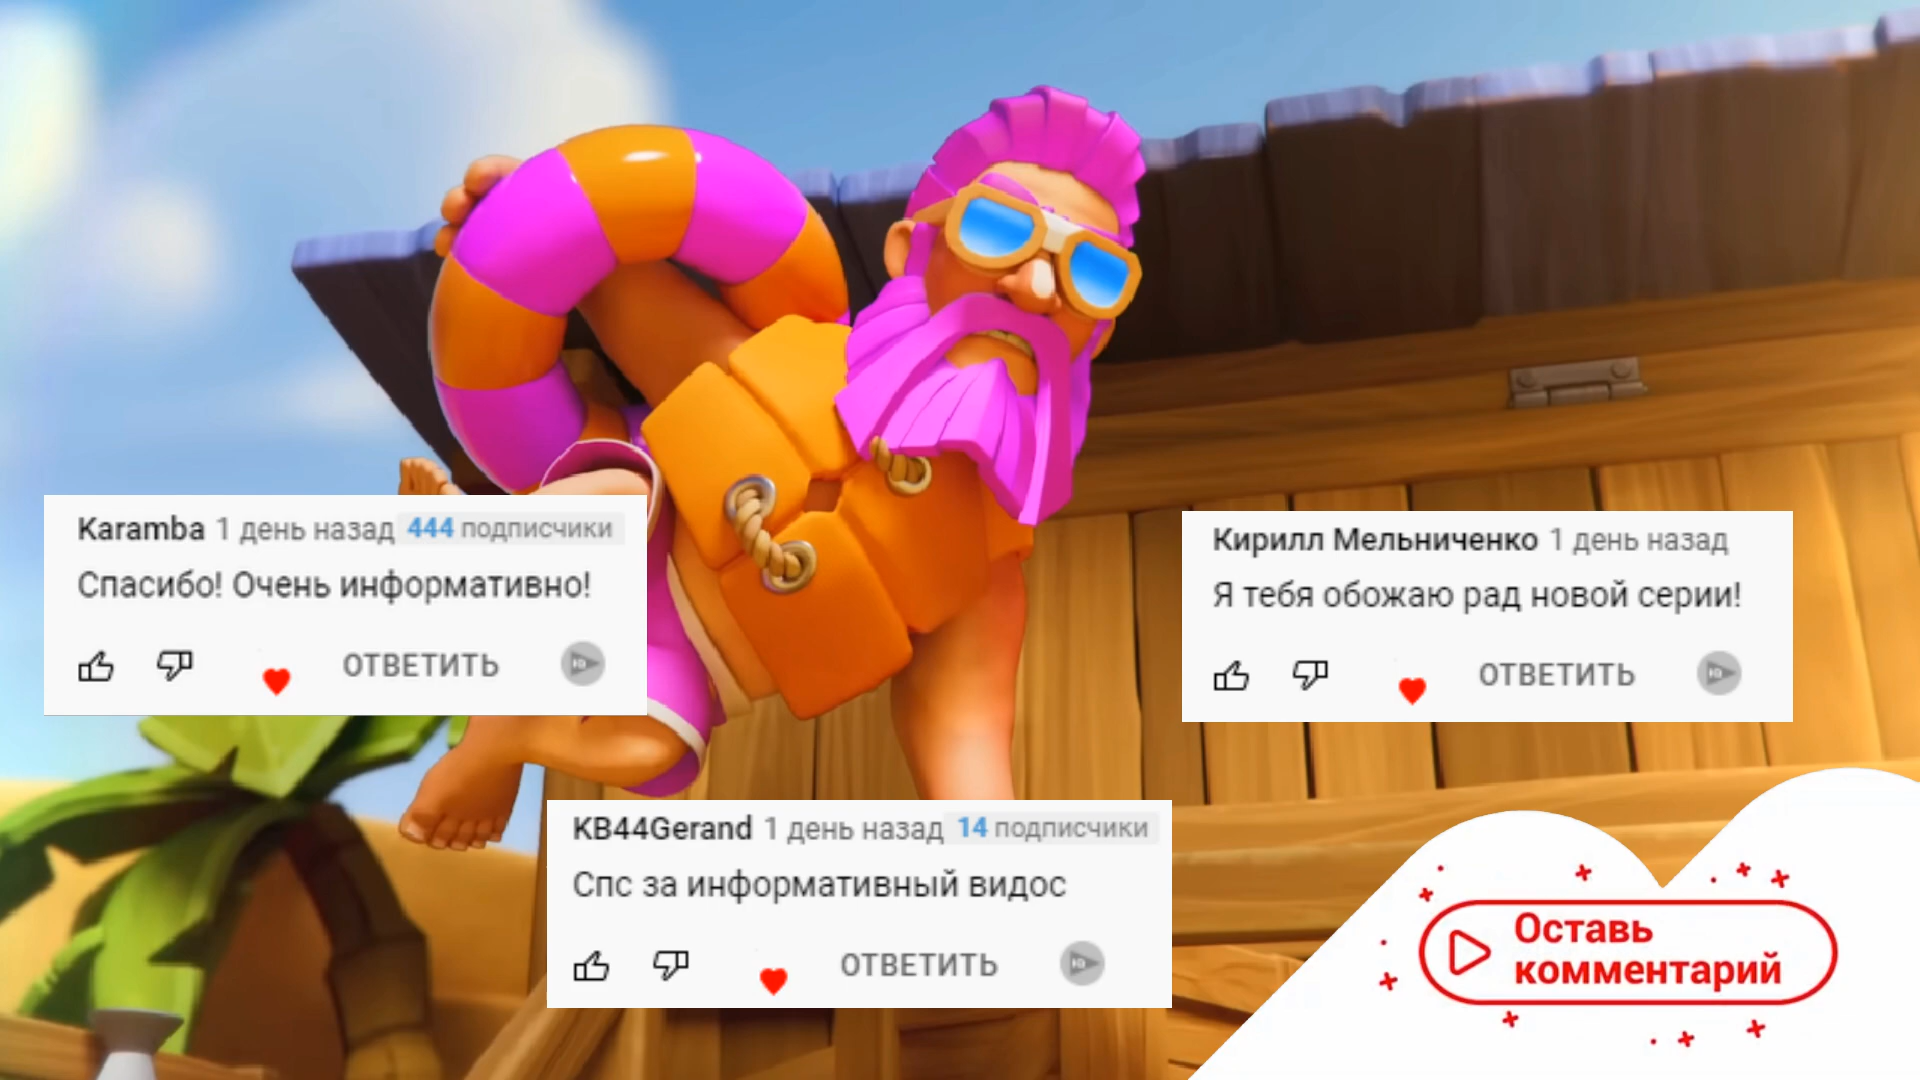 Karamba 1 день назад 444 подписчики
Спасибо! Очень информативно!
ОТВЕТИТЬ
Кирилл Мельниченко 1 день назад
Я тебя обожаю рад новой серии!
ОТВЕТИТЬ
KB44Gerand 1 день назад 14 подписчики
Спс за информативный видос
ОТВЕТИТЬ
Оставь
комментарий